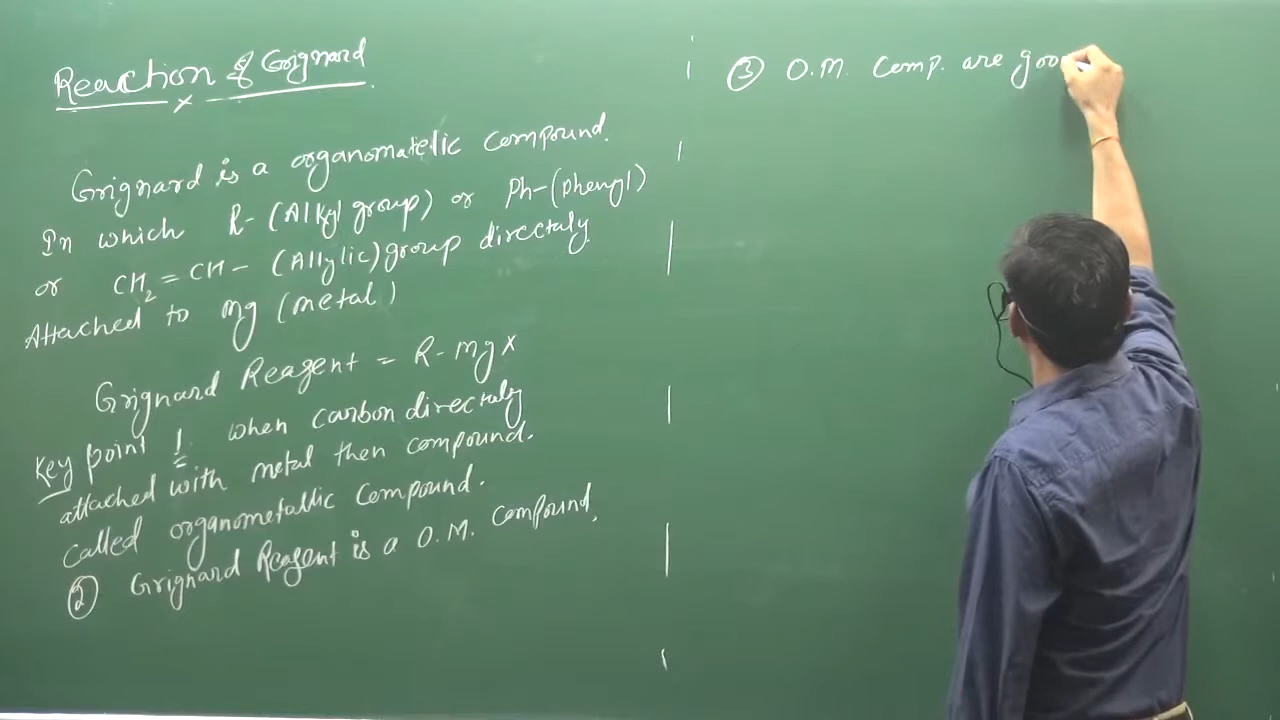 Reaction of Grignard
Grignard is a organomatelic compound.
In which R- (Alkyl group) or Ph-(phenyl)
or CH2=CH- (Allylic) group directaly
Attached to Mg (metal)
Grignard Reagent = R-MgX
Key point 1. when carbon directaly
attached with metal then compound.
called organometallic compound.
② Grignard Reagent is a O.M. compound.
③ O.M. comp. are goo